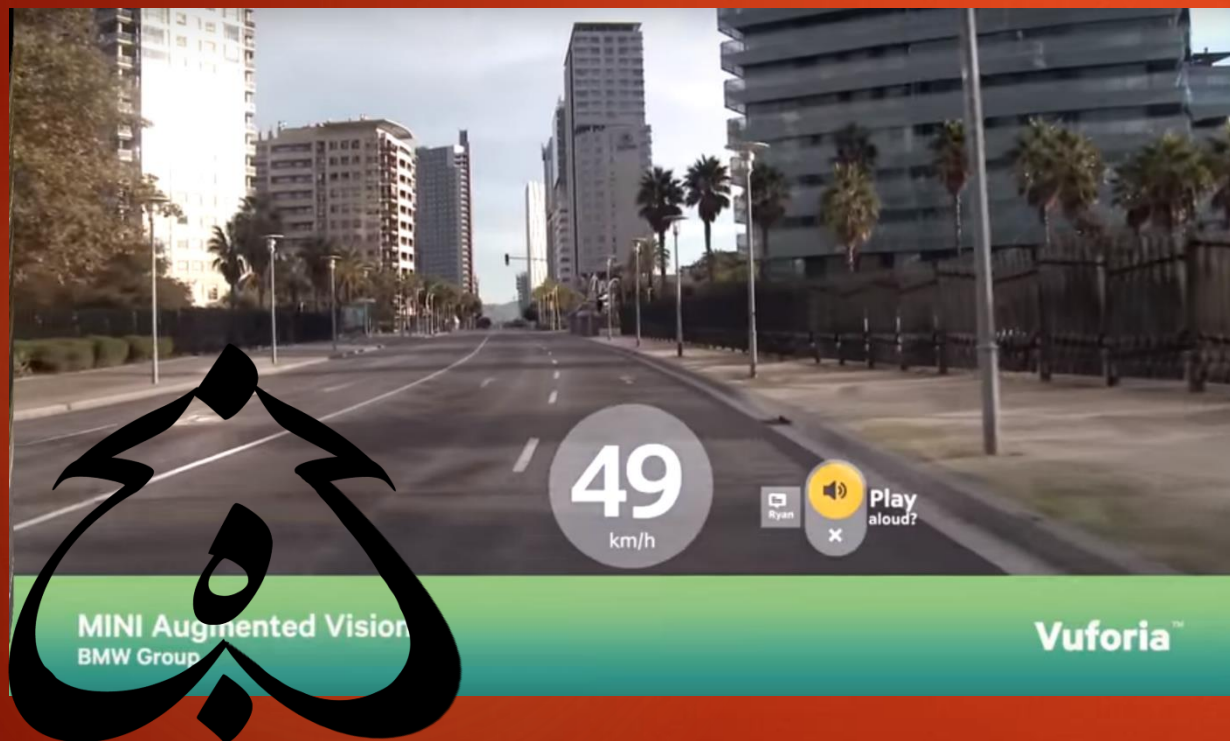 49
km/h
Ryan
Play
aloud?
MINI Augmented Vision
BMW Group
Vuforia™